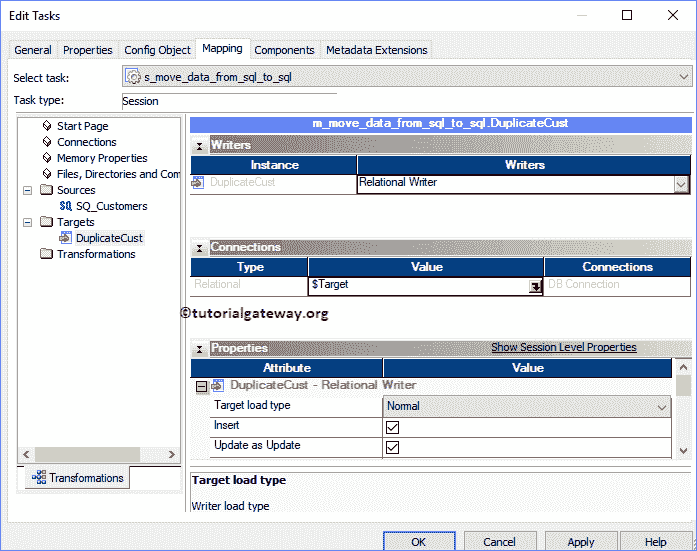 Edit Tasks
General Properties Config Object Mapping Components Metadata Extensions
Select task: s_move_data_from_sql_to_sql
Task type: Session
Start Page
Connections
Memory Properties
Files, Directories and Com
Sources
SQ_Customers
Targets
DuplicateCust
Transformations
Transformations
m_move_data_from_sql_to_sql.DuplicateCust
Writers
Instance Writers
DuplicateCust Relational Writer
Connections
Type Value Connections
Relational $Target DB Connection
©tutorialgateway.org
Properties Show Session Level Properties
Attribute Value
DuplicateCust - Relational Writer
Target load type Normal
Insert
Update as Update
Target load type
Writer load type
OK Cancel Apply Help